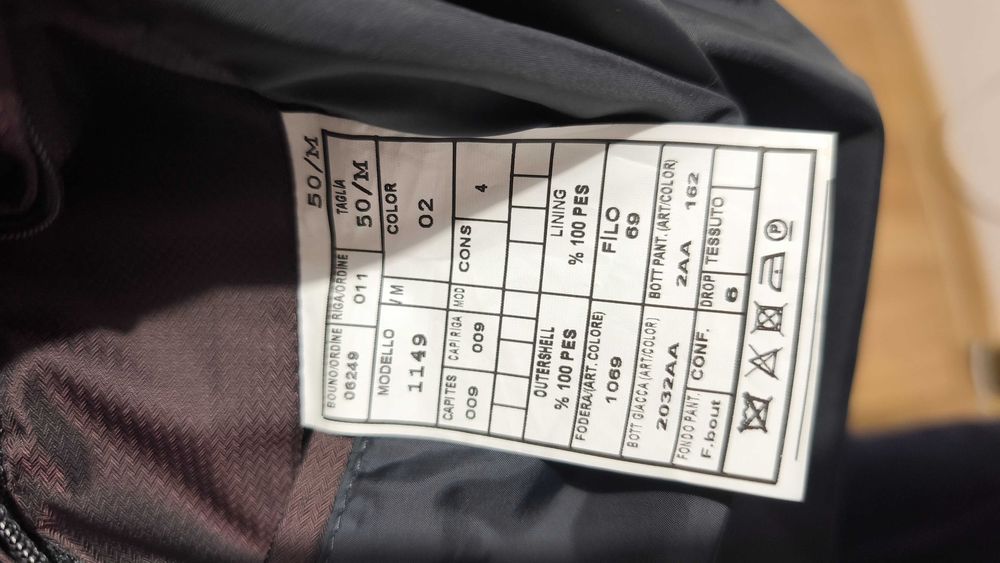 50/M
BOUNO/ORDINE RIGA/ORDINE TAGLIA
06249 011 50/M
MODELLO /M COLOR
1149 02
CAPITES CAPI RIGA MOD CONS
009 009 4
OUTERSHELL LINING
% 100 PES % 100 PES
FODERA/(ART. COLORE) FILO
1069 69
BOTT GIACCA (ART/COLOR) BOTT PANT. (ART/COLOR)
2032AA 2AA 162
FONDO PANT. CONF. DROP TESSUTO
F.bout 6
P